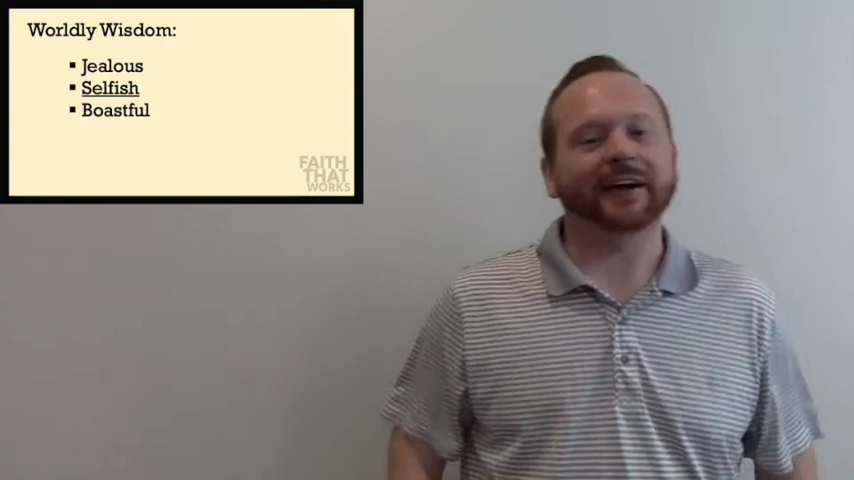 Worldly Wisdom:
▪ Jealous
▪ Selfish
▪ Boastful
FAITH
THAT
WORKS